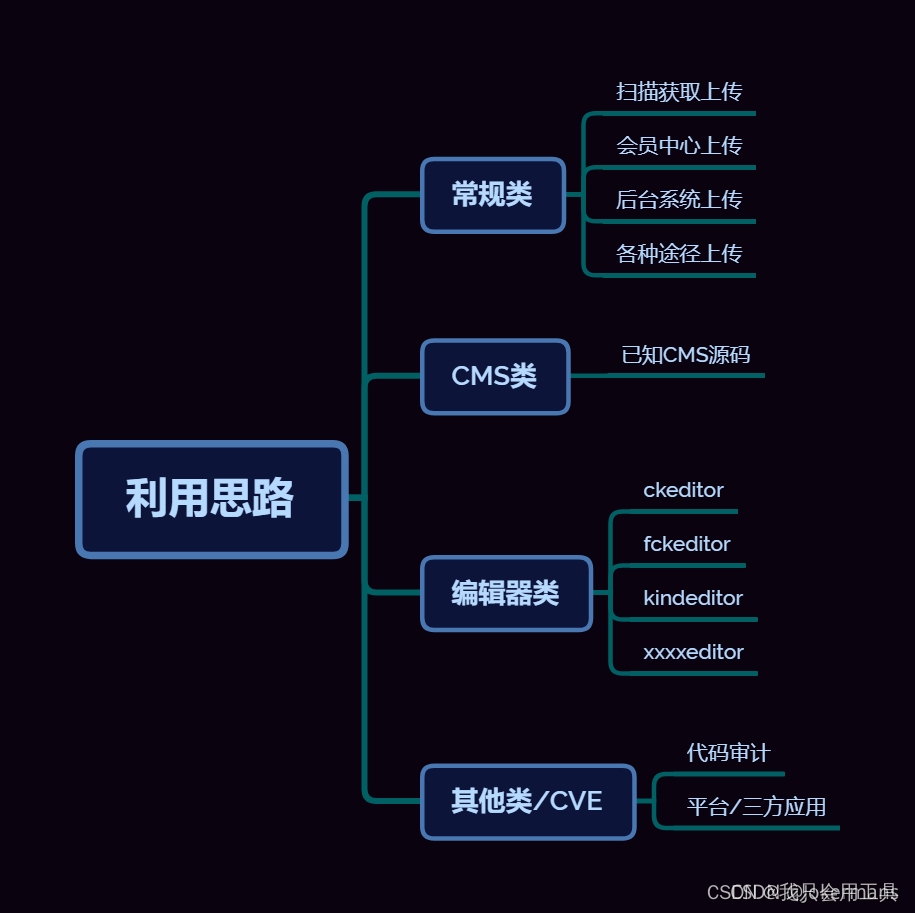 利用思路
常规类
扫描获取上传
会员中心上传
后台系统上传
各种途径上传
CMS类
已知CMS源码
编辑器类
ckeditor
fckeditor
kindeditor
xxxxeditor
其他类/CVE
代码审计
平台/三方应用
CSDN @我只会用工具